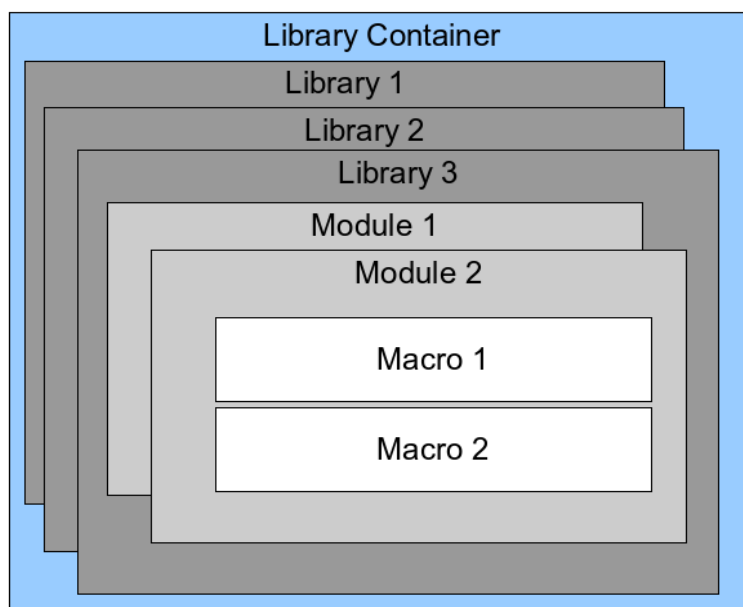 Library Container
Library 1
Library 2
Library 3
Module 1
Module 2
Macro 1
Macro 2